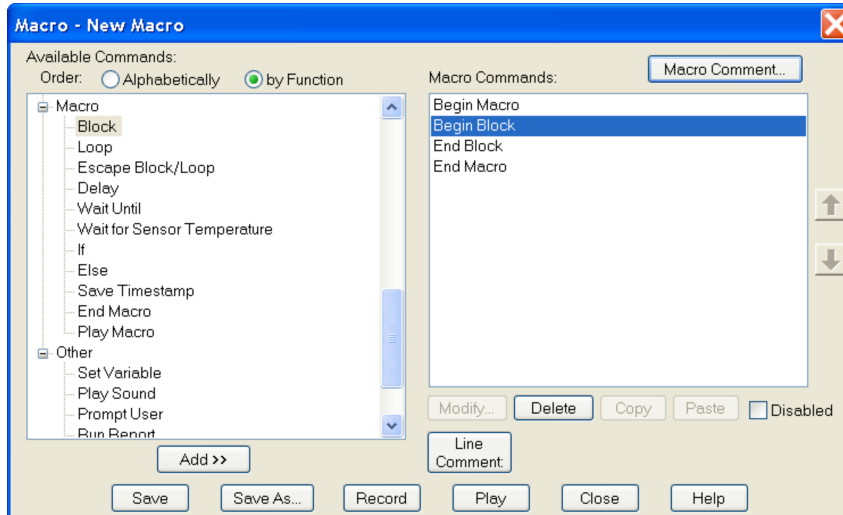 Macro - New Macro
Available Commands:
Order: Alphabetically by Function
Macro
Block
Loop
Escape Block/Loop
Delay
Wait Until
Wait for Sensor Temperature
If
Else
Save Timestamp
End Macro
Play Macro
Other
Set Variable
Play Sound
Prompt User
Run Report
Add >>
Macro Commands:
Macro Comment...
Begin Macro
Begin Block
End Block
End Macro
Modify... Delete Copy Paste Disabled
Line
Comment:
Save Save As... Record Play Close Help